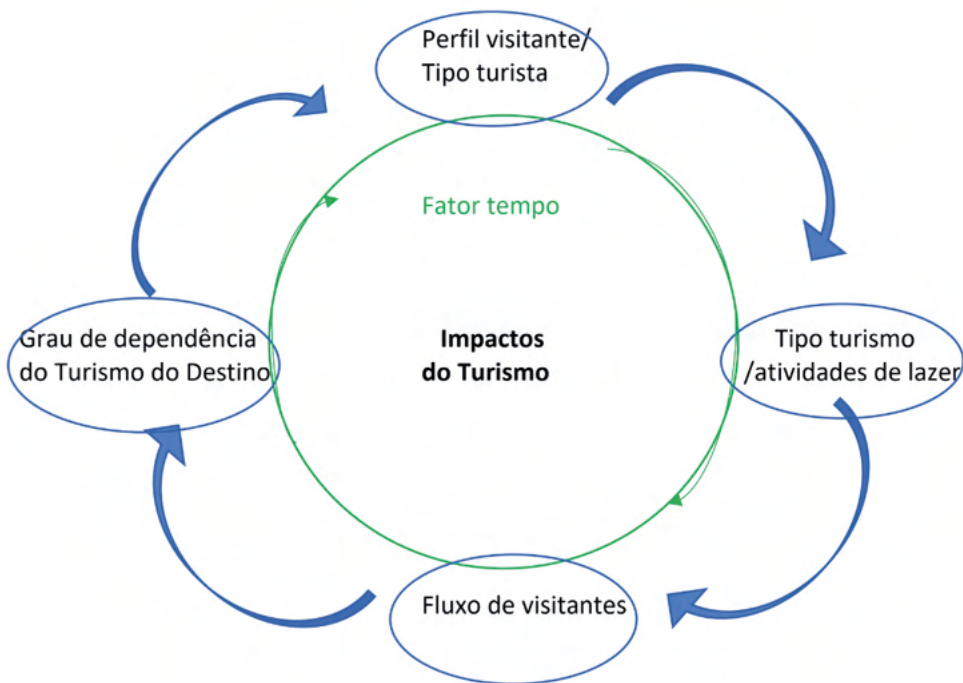 Perfil visitante/
Tipo turista
Fator tempo
Grau de dependência
do Turismo do Destino
Impactos
do Turismo
Tipo turismo
/atividades de lazer
Fluxo de visitantes